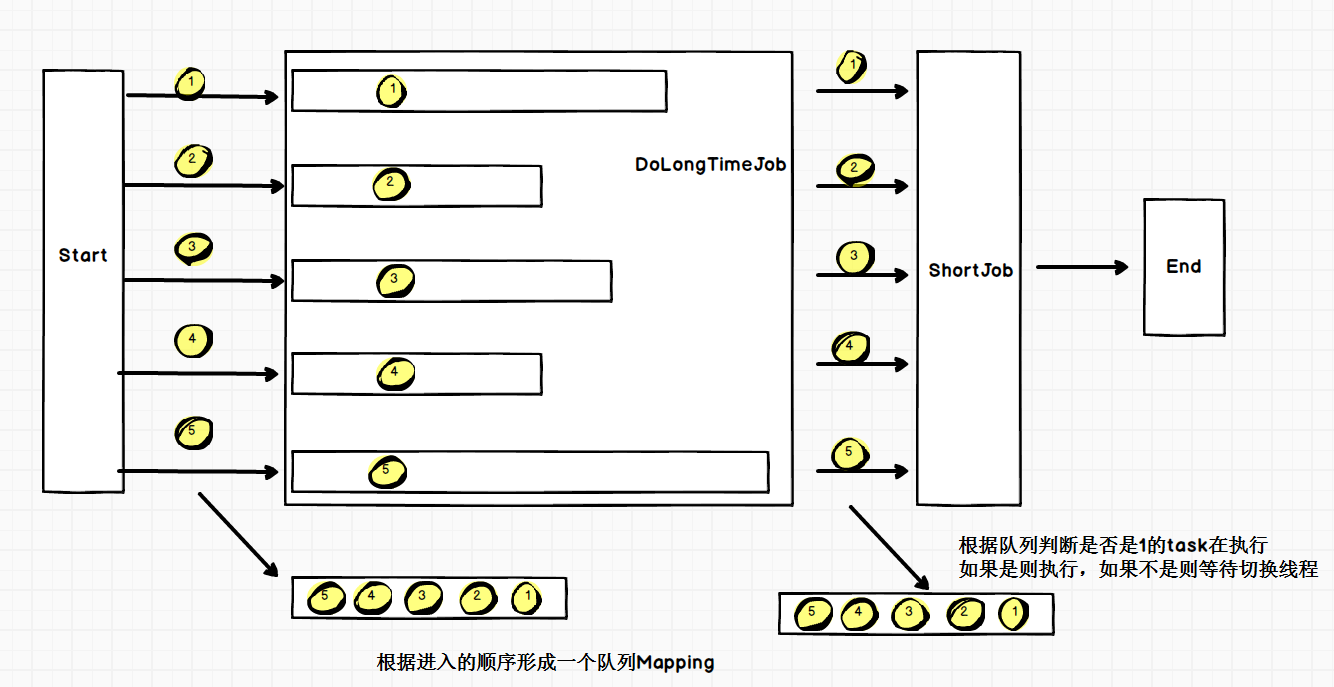 1
1
1
2
2
2
DoLongTimeJob
3
3
3
Start
ShortJob
End
4
4
4
5
5
5
根据队列判断是否是1的task在执行
如果是则执行，如果不是则等待切换线程
5 4 3 2 1
5 4 3 2 1
根据进入的顺序形成一个队列Mapping